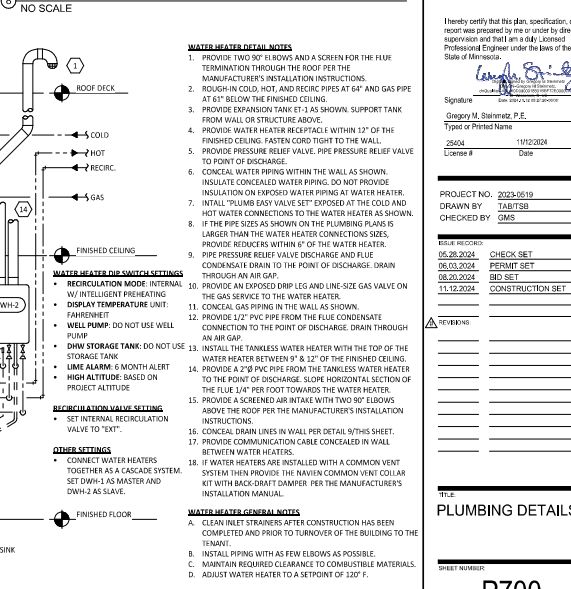 6
NO SCALE
1
ROOF DECK
COLD
HOT
RECIRC.
GAS
14
FINISHED CEILING
WATER HEATER DIP SWITCH SETTINGS
• RECIRCULATION MODE: INTERNAL
W/ INTELLIGENT PREHEATING
• DISPLAY TEMPERATURE UNIT:
FAHRENHEIT
• WELL PUMP: DO NOT USE WELL
PUMP
• DHW STORAGE TANK: DO NOT USE
STORAGE TANK
• LIME ALARM: 6 MONTH ALERT
• HIGH ALTITUDE: BASED ON
PROJECT ALTITUDE
WH-2
RECIRCULATION VALVE SETTING
• SET INTERNAL RECIRCULATION
VALVE TO "EXT".
OTHER SETTINGS
• CONNECT WATER HEATERS
TOGETHER AS A CASCADE SYSTEM.
SET DWH-1 AS MASTER AND
DWH-2 AS SLAVE.
FINISHED FLOOR
SINK
WATER HEATER DETAIL NOTES
1. PROVIDE TWO 90° ELBOWS AND A SCREEN FOR THE FLUE
TERMINATION THROUGH THE ROOF PER THE
MANUFACTURER'S INSTALLATION INSTRUCTIONS.
2. ROUGH-IN COLD, HOT, AND RECIRC PIPES AT 64" AND GAS PIPE
AT 61" BELOW THE FINISHED CEILING.
3. PROVIDE EXPANSION TANK ET-1 AS SHOWN. SUPPORT TANK
FROM WALL OR STRUCTURE ABOVE.
4. PROVIDE WATER HEATER RECEPTACLE WITHIN 12" OF THE
FINISHED CEILING. FASTEN CORD TIGHT TO THE WALL.
5. PROVIDE PRESSURE RELIEF VALVE. PIPE PRESSURE RELIEF VALVE
TO POINT OF DISCHARGE.
6. CONCEAL WATER PIPING WITHIN THE WALL AS SHOWN.
INSULATE CONCEALED WATER PIPING. DO NOT PROVIDE
INSULATION ON EXPOSED WATER PIPING AT WATER HEATER.
7. INTALL "PLUMB EASY VALVE SET" EXPOSED AT THE COLD AND
HOT WATER CONNECTIONS TO THE WATER HEATER AS SHOWN.
8. IF THE PIPE SIZES AS SHOWN ON THE PLUMBING PLANS IS
LARGER THAN THE WATER HEATER CONNECTIONS SIZES,
PROVIDE REDUCERS WITHIN 6" OF THE WATER HEATER.
9. PIPE PRESSURE RELIEF VALVE DISCHARGE AND FLUE
CONDENSATE DRAIN TO THE POINT OF DISCHARGE. DRAIN
THROUGH AN AIR GAP.
10. PROVIDE AN EXPOSED DRIP LEG AND LINE-SIZE GAS VALVE ON
THE GAS SERVICE TO THE WATER HEATER.
11. CONCEAL GAS PIPING IN THE WALL AS SHOWN.
12. PROVIDE 1/2" PVC PIPE FROM THE FLUE CONDENSATE
CONNECTION TO THE POINT OF DISCHARGE. DRAIN THROUGH
AN AIR GAP.
13. INSTALL THE TANKLESS WATER HEATER WITH THE TOP OF THE
WATER HEATER BETWEEN 9" & 12" OF THE FINISHED CEILING.
14. PROVIDE A 2"Ø PVC PIPE FROM THE TANKLESS WATER HEATER
TO THE POINT OF DISCHARGE. SLOPE HORIZONTAL SECTION OF
THE FLUE 1/4" PER FOOT TOWARDS THE WATER HEATER.
15. PROVIDE A SCREENED AIR INTAKE WITH TWO 90° ELBOWS
ABOVE THE ROOF PER THE MANUFACTURER'S INSTALLATION
INSTRUCTIONS.
16. CONCEAL DRAIN LINES IN WALL PER DETAIL 9/THIS SHEET.
17. PROVIDE COMMUNICATION CABLE CONCEALED IN WALL
BETWEEN WATER HEATERS.
18. IF WATER HEATERS ARE INSTALLED WITH A COMMON VENT
SYSTEM THEN PROVIDE THE NAVIEN COMMON VENT COLLAR
KIT WITH BACK-DRAFT DAMPER PER THE MANUFACTURER'S
INSTALLATION MANUAL.
WATER HEATER GENERAL NOTES
A. CLEAN INLET STRAINERS AFTER CONSTRUCTION HAS BEEN
COMPLETED AND PRIOR TO TURNOVER OF THE BUILDING TO THE
TENANT.
B. INSTALL PIPING WITH AS FEW ELBOWS AS POSSIBLE.
C. MAINTAIN REQUIRED CLEARANCE TO COMBUSTIBLE MATERIALS.
D. ADJUST WATER HEATER TO A SETPOINT OF 120° F.
I hereby certify that this plan, specification, o
report was prepared by me or under by dire
supervision and that I am a duly Licensed
Professional Engineer under the laws of the
State of Minnesota.
Signature
Gregory M, Steinmetz, P.E.
Typed or Printed Name
25404 11/12/2024
License # Date
PROJECT NO. 2023-0519
DRAWN BY TAB/TSB
CHECKED BY GMS
ISSUE RECORD:
05.28.2024 CHECK SET
06.03.2024 PERMIT SET
08.20.2024 BID SET
11.12.2024 CONSTRUCTION SET
REVISIONS:
TITLE:
PLUMBING DETAILS
SHEET NUMBER
P700